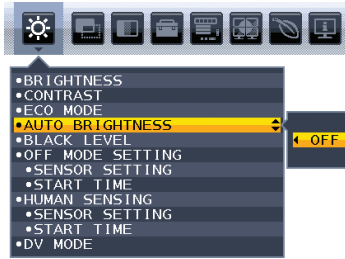 •BRIGHTNESS
•CONTRAST
•ECO MODE
•AUTO BRIGHTNESS
OFF
•BLACK LEVEL
•OFF MODE SETTING
•SENSOR SETTING
•START TIME
•HUMAN SENSING
•SENSOR SETTING
•START TIME
•DV MODE